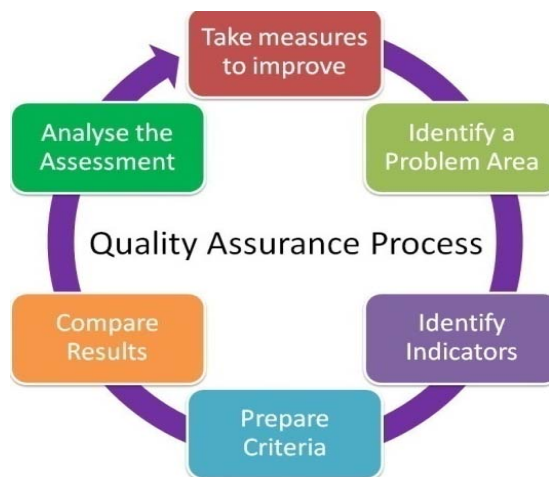 Take measures
to improve
Identify a
Problem Area
Identify
Indicators
Prepare
Criteria
Compare
Results
Analyse the
Assessment
Quality Assurance Process